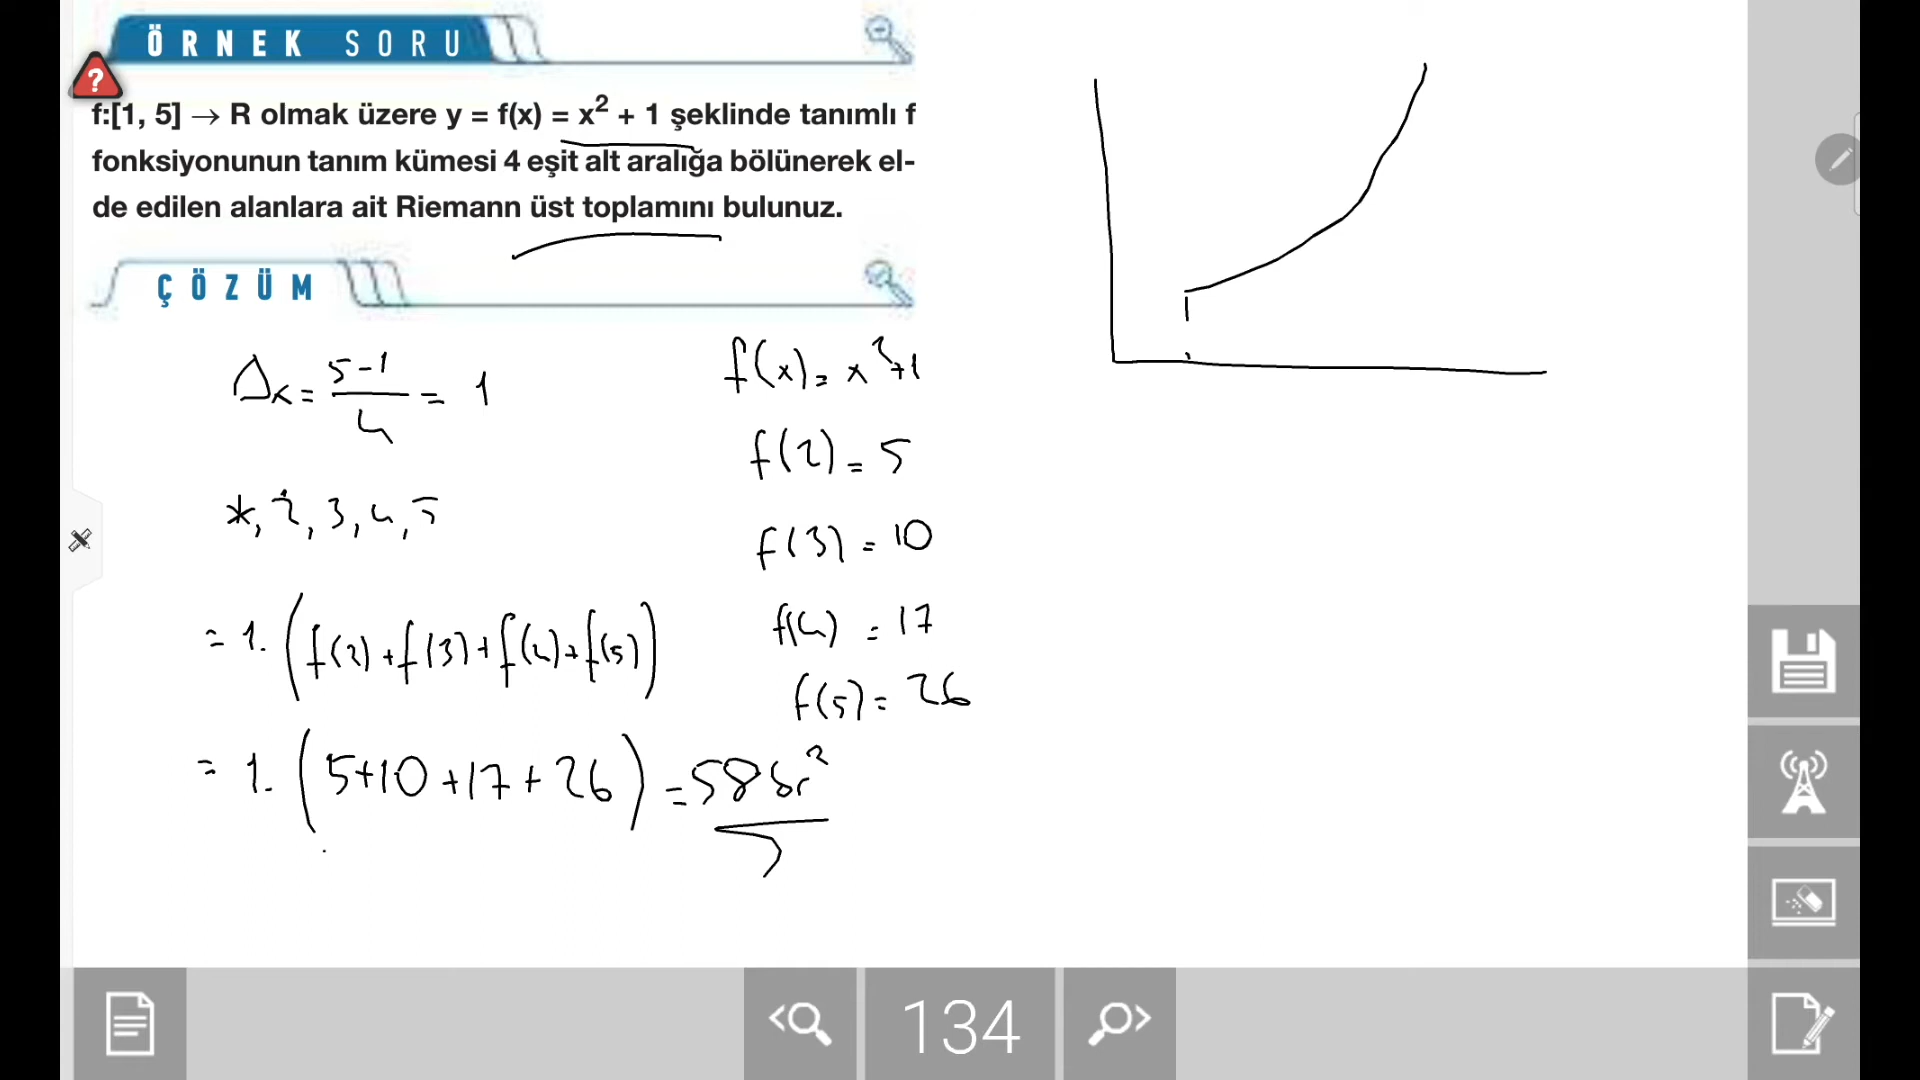 ÖRNEK SORU
?
f:[1, 5] → R olmak üzere y = f(x) = x² + 1 şeklinde tanımlı f
fonksiyonunun tanım kümesi 4 eşit alt aralığa bölünerek el-
de edilen alanlara ait Riemann üst toplamını bulunuz.
ÇÖZÜM
Δx = 5-1/4 = 1
*, 2, 3, 4, 5
= 1. (f(2)+f(3)+f(4)+f(5))
= 1. (5+10+17+26) = 58 br²
f(x) = x²+1
f(2) = 5
f(3) = 10
f(4) = 17
f(5) = 26
134